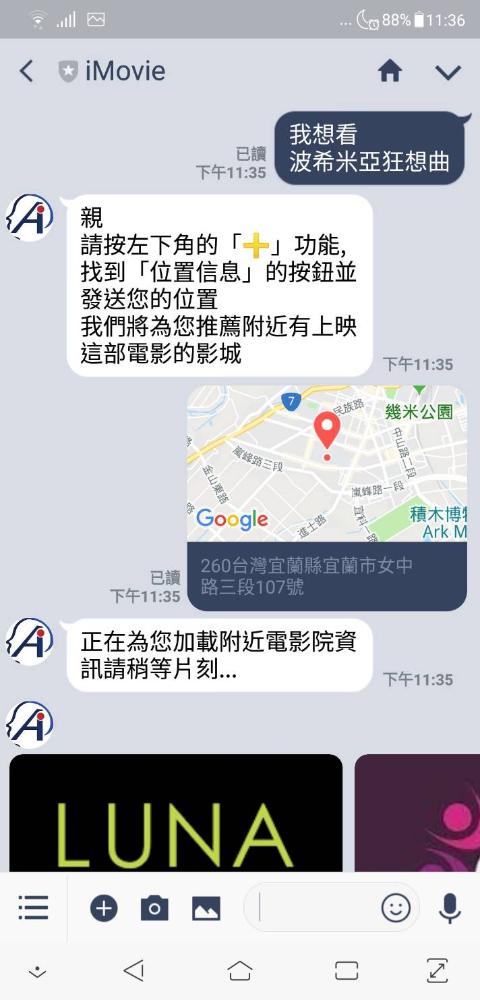 ... 88% 11:36
iMovie
我想看
波希米亞狂想曲
已讀
下午11:35
親
請按左下角的「➕」功能,
找到「位置信息」的按鈕並
發送您的位置
我們將為您推薦附近有上映
這部電影的影城
下午11:35
7
民族路
幾米公園
中山路二段
嵐峰路三段
金山東路
嵐峰路一段
路
路
宜科一路
進士路
積木博物
Ark M
Google
260台灣宜蘭縣宜蘭市女中
路三段107號
已讀
下午11:35
正在為您加載附近電影院資
訊請稍等片刻...
下午11:35
LUNA